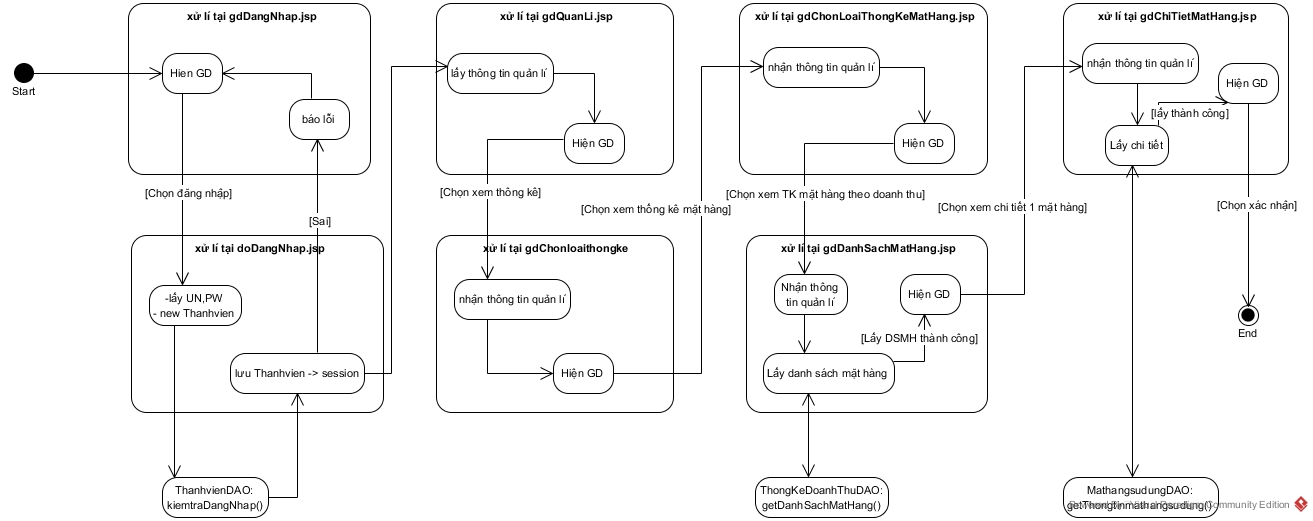 xử lí tại gdDangNhap.jsp
Hien GD
báo lỗi
Start
[Chọn đăng nhập]
[Sai]
xử lí tại doDangNhap.jsp
-lấy UN,PW
- new Thanhvien
lưu Thanhvien -> session
ThanhvienDAO:
kiemtraDangNhap()
xử lí tại gdQuanLi.jsp
lấy thông tin quản lí
Hiện GD
[Chọn xem thông kê]
xử lí tại gdChonloaithongke
nhận thông tin quản lí
Hiện GD
[Chọn xem thống kê mặt hàng]
xử lí tại gdChonLoaiThongKeMatHang.jsp
nhận thông tin quản lí
Hiện GD
[Chọn xem TK mặt hàng theo doanh thu]
xử lí tại gdDanhSachMatHang.jsp
Nhận thông
tin quản lí
Hiện GD
[Lấy DSMH thành công]
Lấy danh sách mặt hàng
ThongKeDoanhThuDAO:
getDanhSachMatHang()
[Chọn xem chi tiết 1 mặt hàng]
xử lí tại gdChiTietMatHang.jsp
nhận thông tin quản lí
Hiện GD
[lấy thành công]
Lấy chi tiết
[Chọn xác nhận]
End
MathangsudungDAO:
getThongtinmathangsudung()
Community Edition